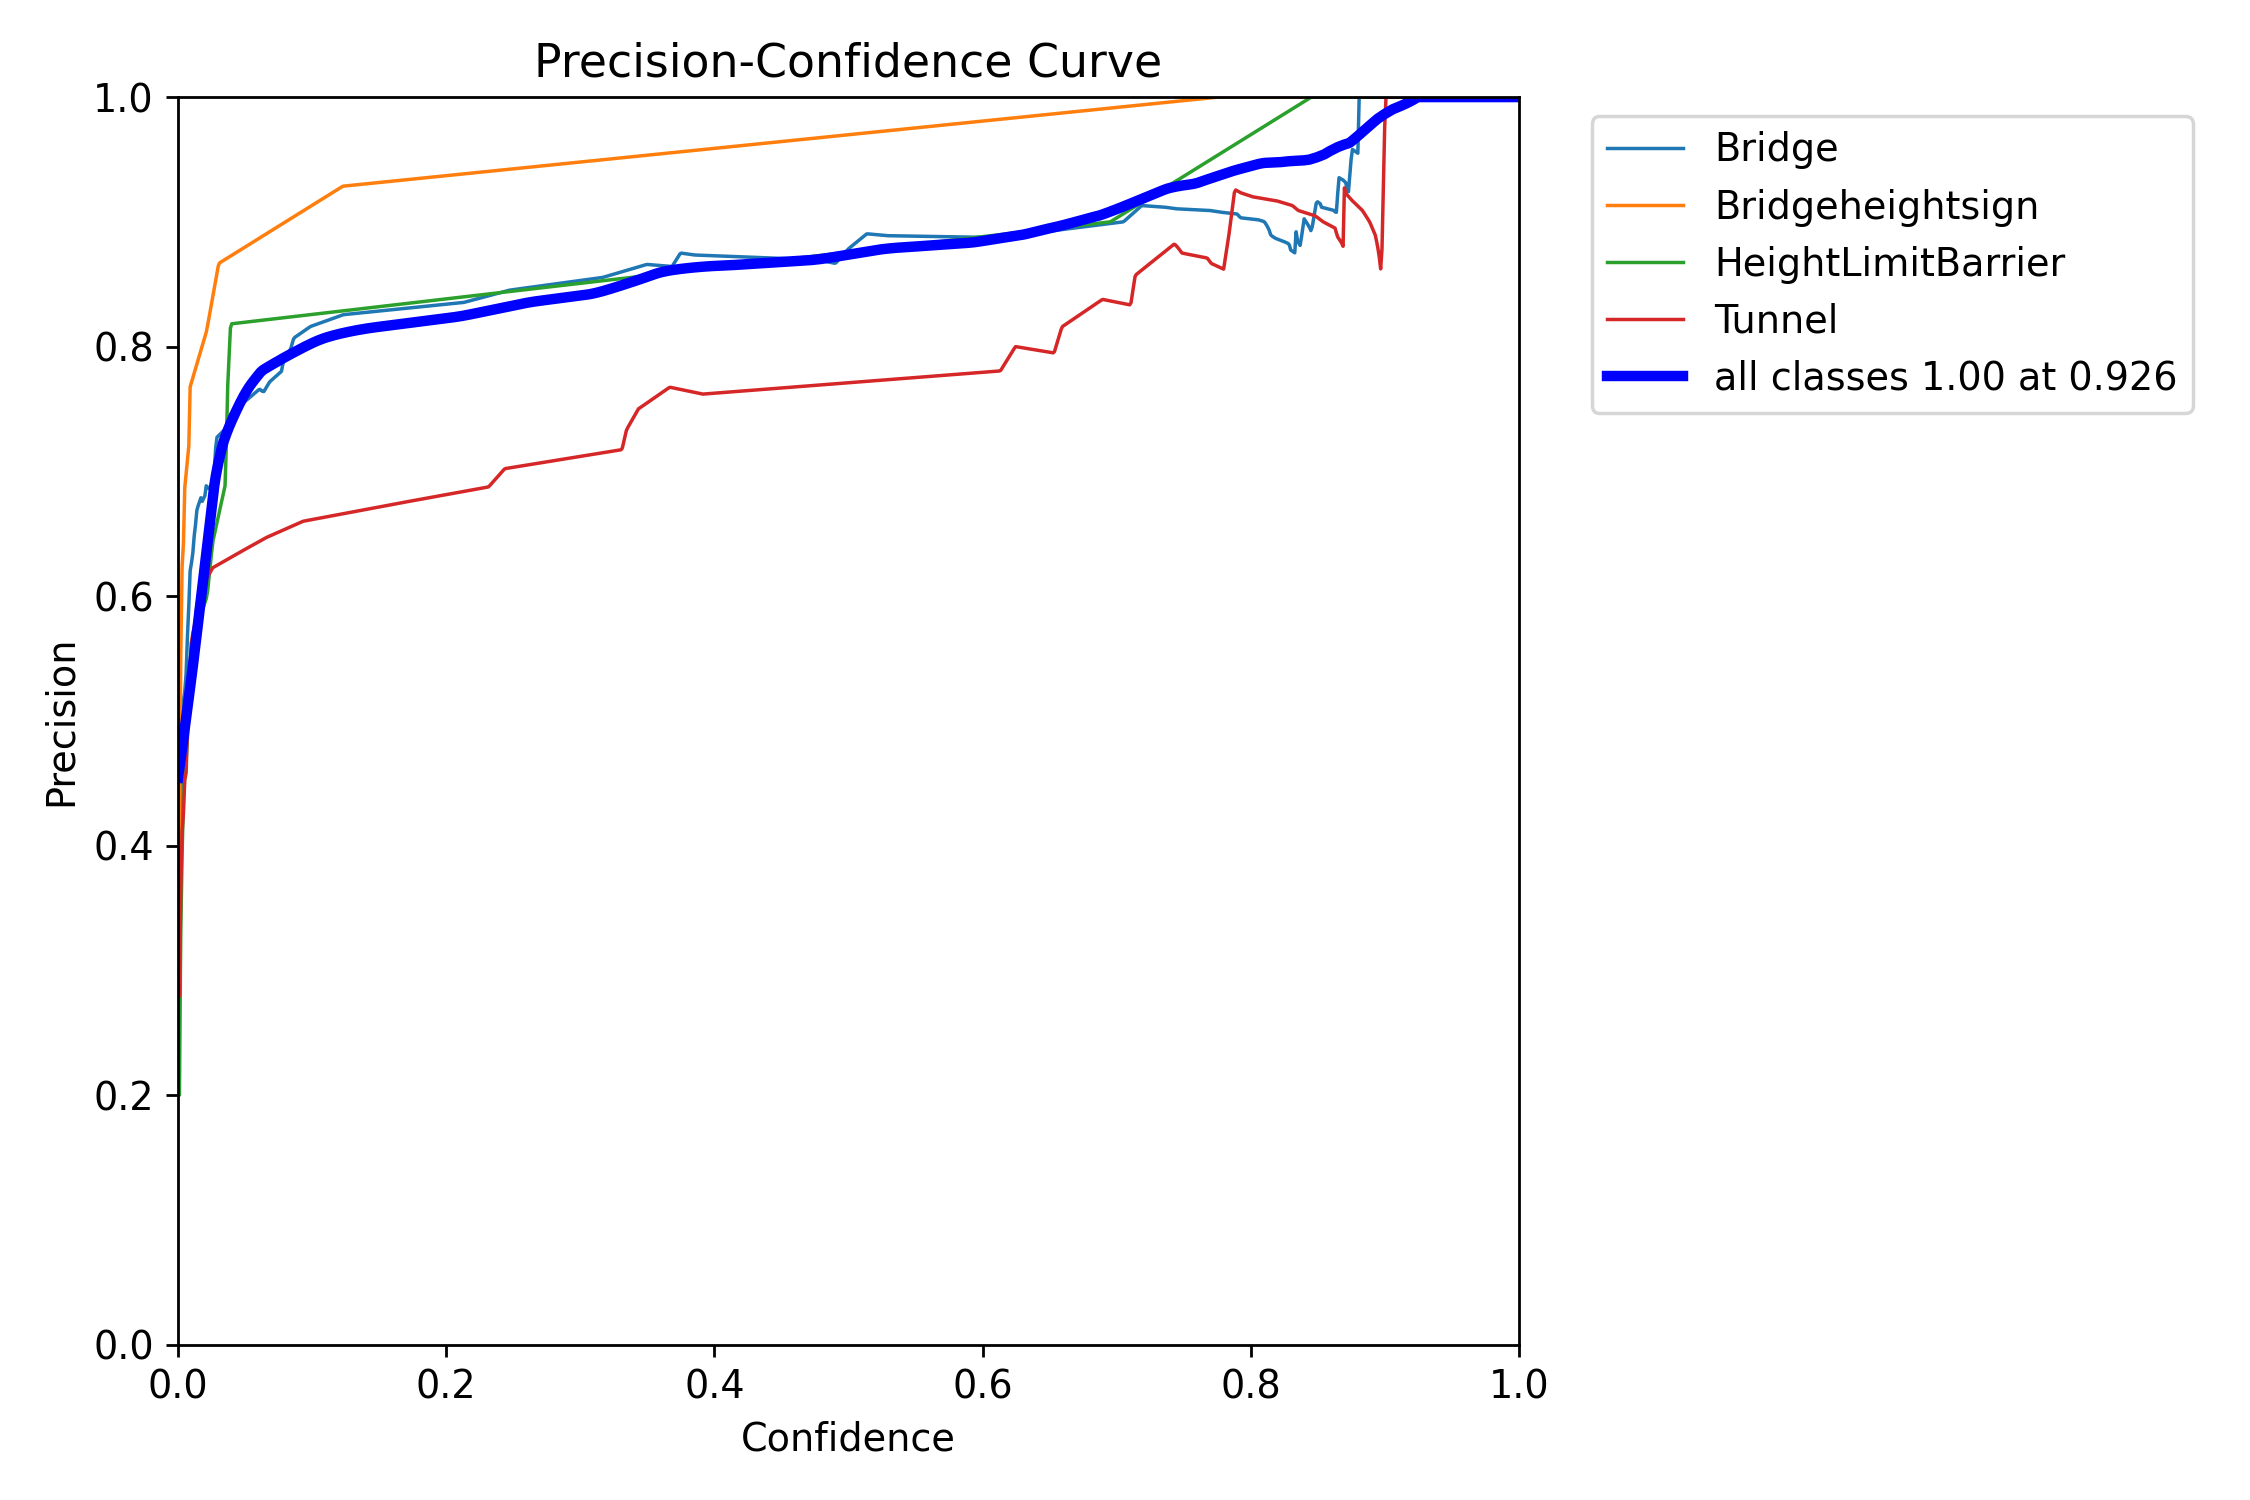 Precision-Confidence Curve
1.0
0.8
0.6
0.4
0.2
0.0
Precision
0.0 0.2 0.4 0.6 0.8 1.0
Confidence
Bridge
Bridgeheightsign
HeightLimitBarrier
Tunnel
all classes 1.00 at 0.926